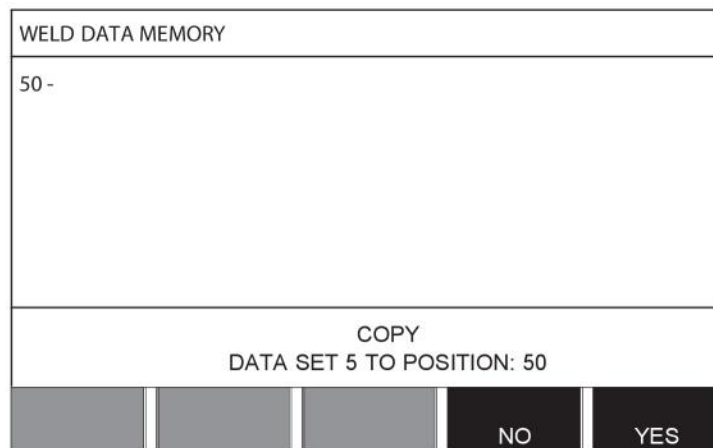 WELD DATA MEMORY
50 -
COPY
DATA SET 5 TO POSITION: 50
NO YES